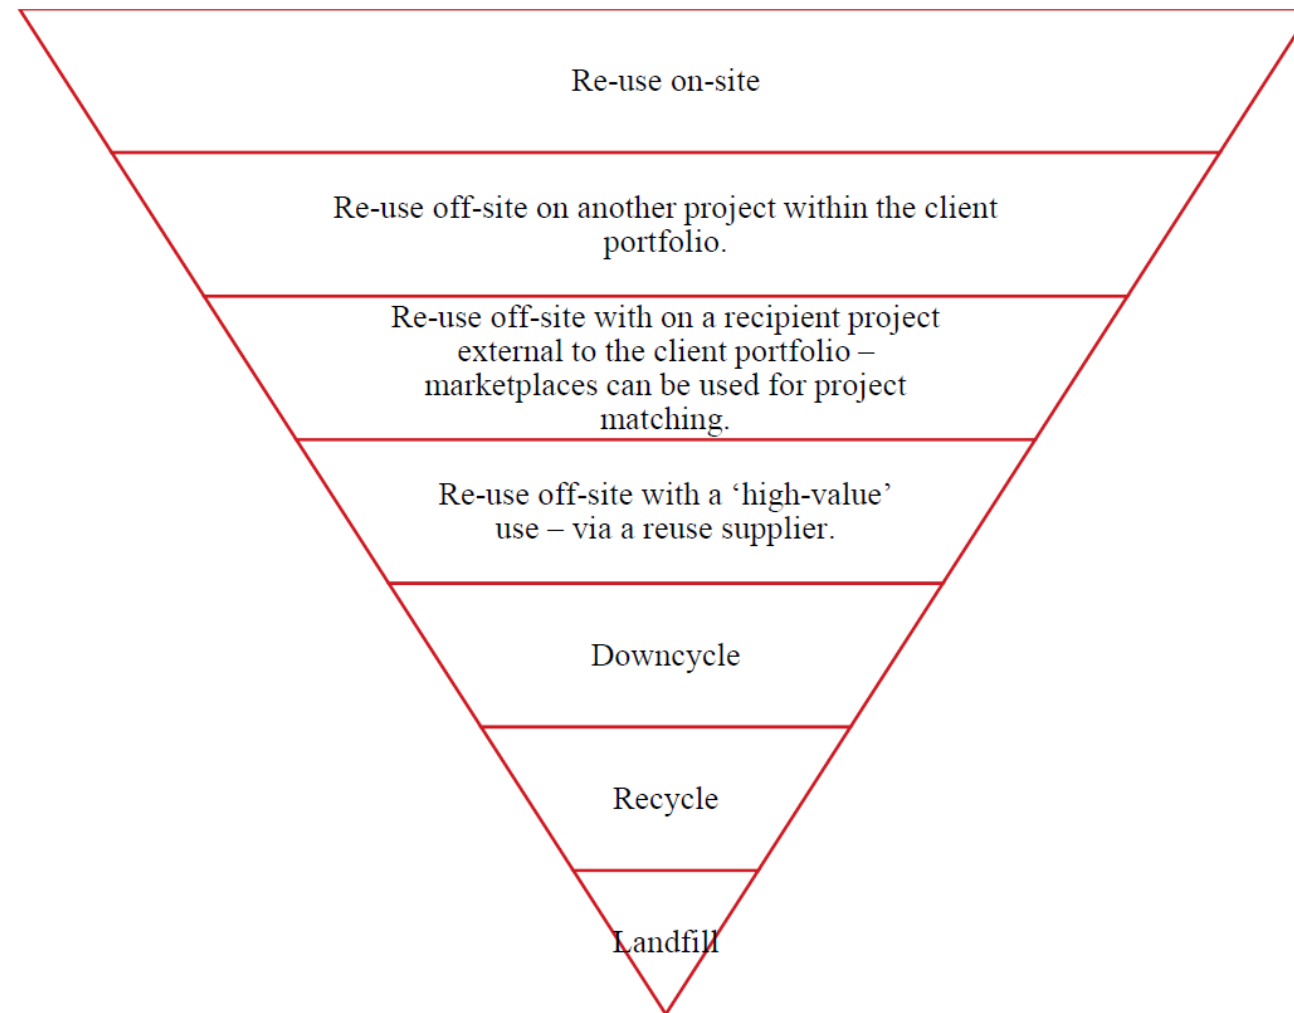 Re-use on-site
Re-use off-site on another project within the client
portfolio.
Re-use off-site with on a recipient project
external to the client portfolio –
marketplaces can be used for project
matching.
Re-use off-site with a ‘high-value’
use – via a reuse supplier.
Downcycle
Recycle
Landfill